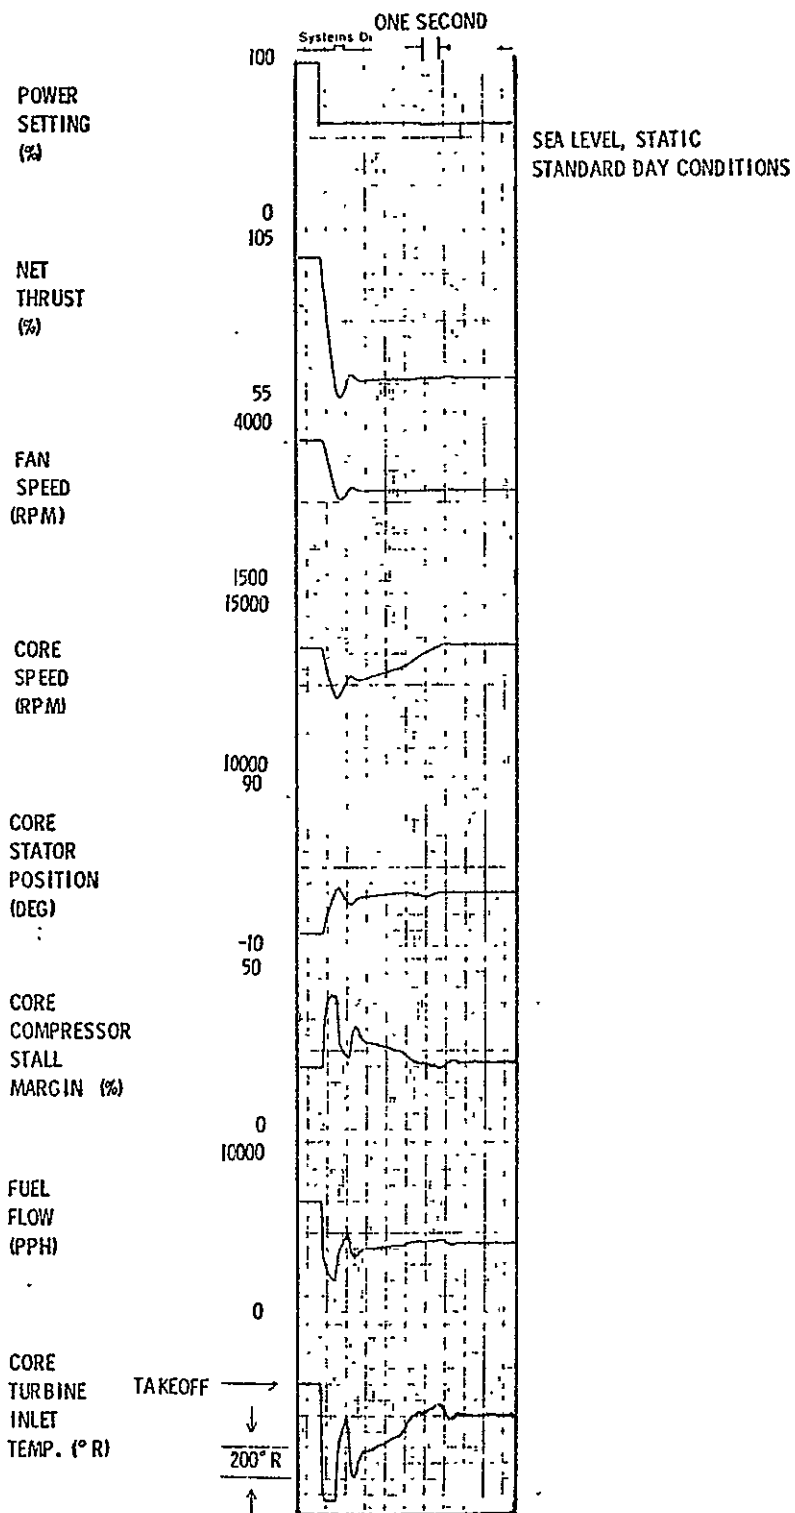 ONE SECOND
Systems
100
POWER
SETTING
(%)
SEA LEVEL, STATIC
STANDARD DAY CONDITIONS
0
105
NET
THRUST
(%)
55
4000
FAN
SPEED
(RPM)
1500
15000
CORE
SPEED
(RPM)
10000
90
CORE
STATOR
POSITION
(DEG)
-10
50
CORE
COMPRESSOR
STALL
MARGIN (%)
0
10000
FUEL
FLOW
(PPH)
0
CORE
TURBINE
INLET
TEMP. (°R)
TAKEOFF
200°R